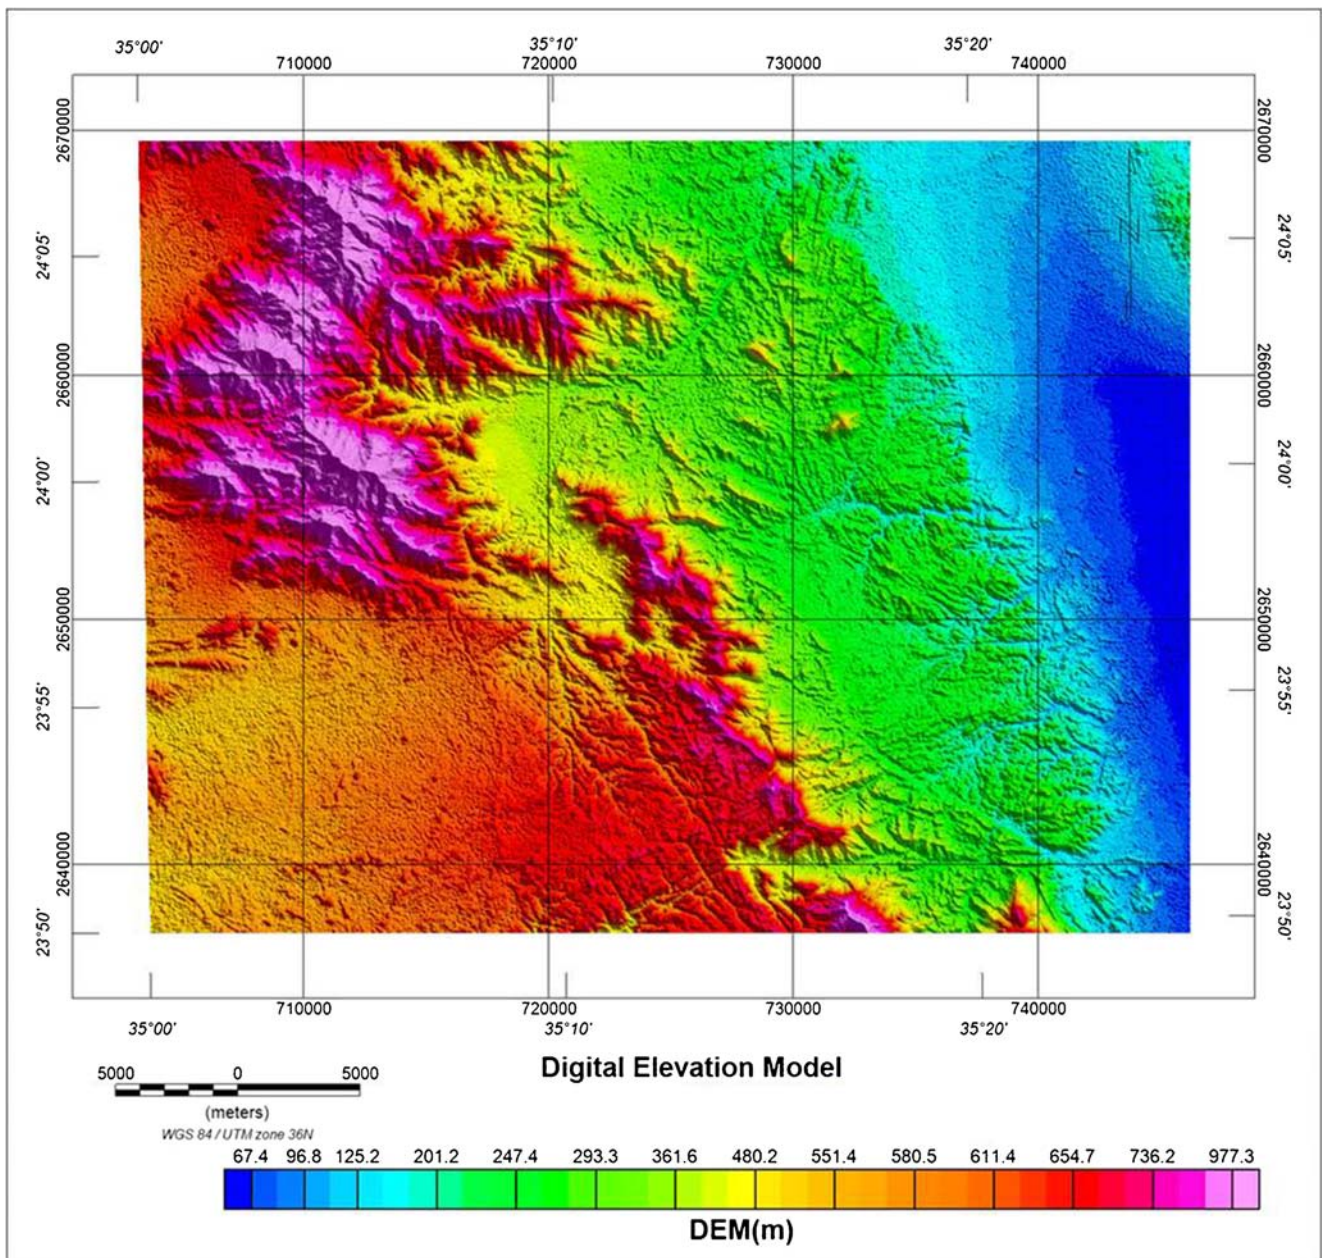 35°00' 35°10' 35°20'
710000 720000 730000 740000
2670000 2670000
24°05' 24°05'
2660000 2660000
24°00' 24°00'
2650000 2650000
23°55' 23°55'
2640000 2640000
23°50' 23°50'
710000 720000 730000 740000
35°00' 35°10' 35°20'
Digital Elevation Model
5000 0 5000
(meters)
WGS 84 / UTM zone 36N
67.4 96.8 125.2 201.2 247.4 293.3 361.6 480.2 551.4 580.5 611.4 654.7 736.2 977.3
DEM(m)